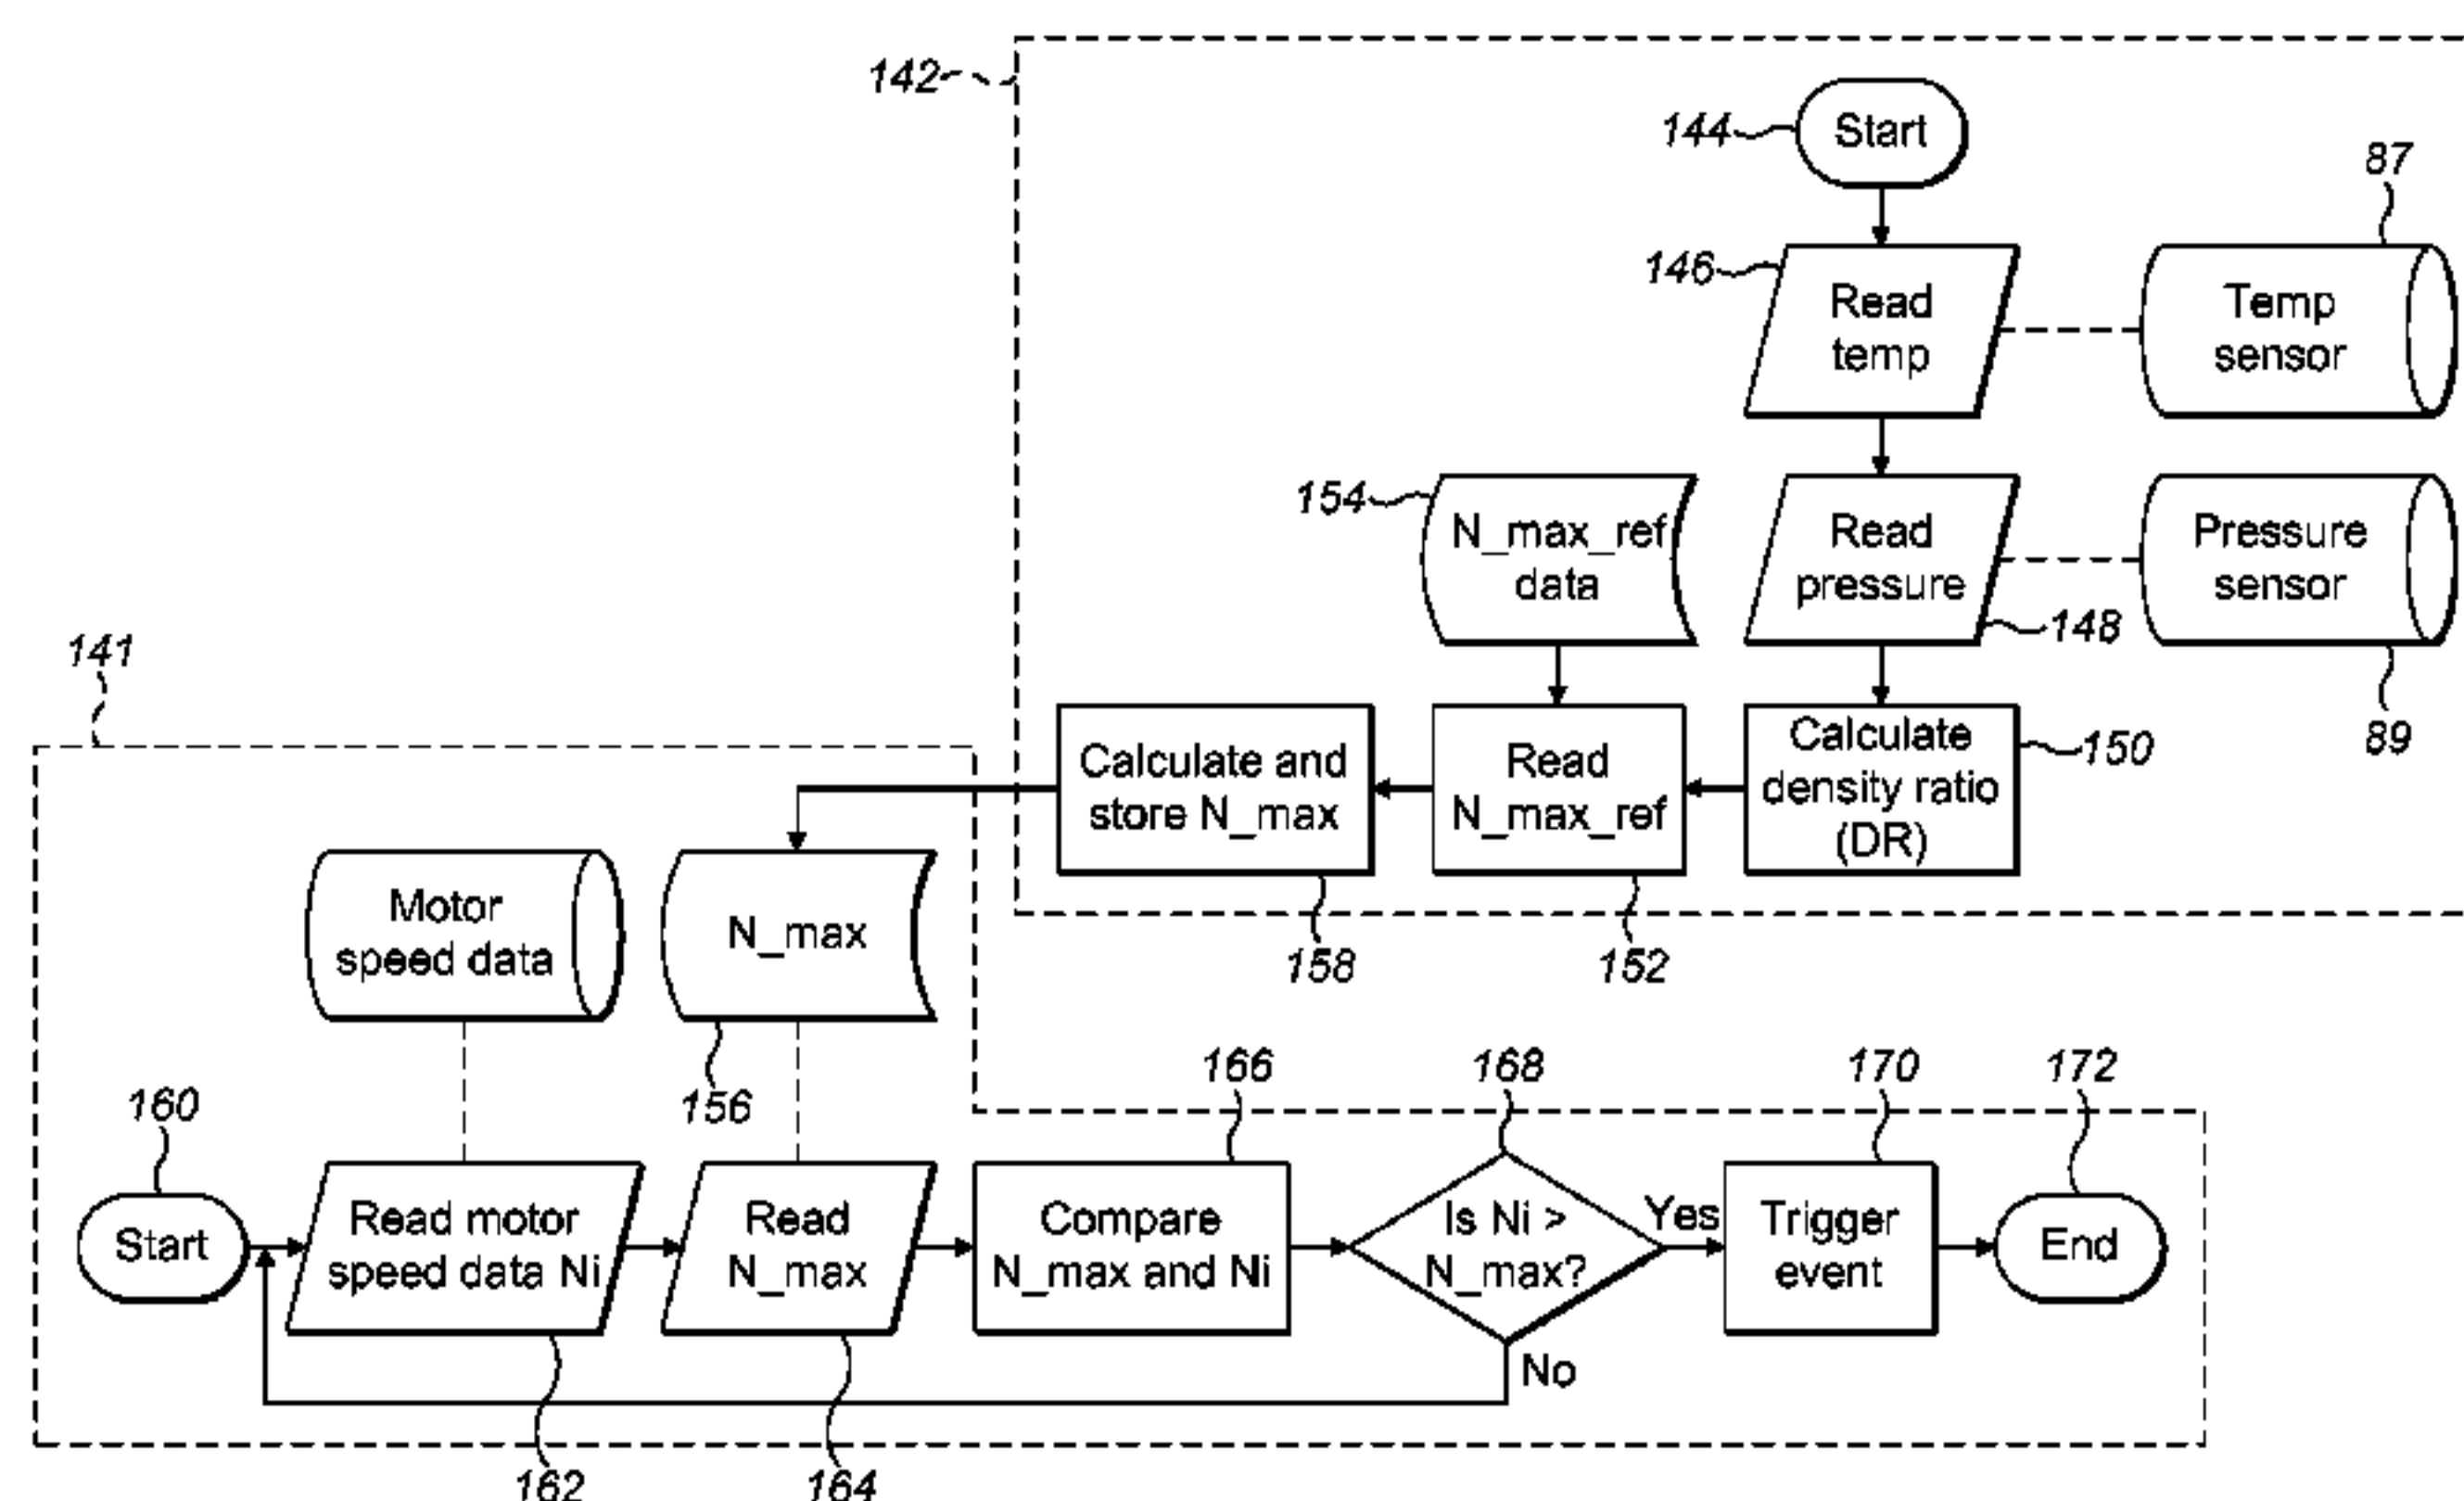 142
144
Start
87
146
Read
temp
Temp
sensor
154
N_max_ref
data
Read
pressure
148
Pressure
sensor
89
141
Calculate and
store N_max
Read
N_max_ref
Calculate
density ratio
(DR)
150
158
152
Motor
speed data
N_max
156
160
166
168
170
172
Start
Read motor
speed data Ni
Read
N_max
Compare
N_max and Ni
Is Ni >
N_max?
Yes
No
Trigger
event
End
162
164